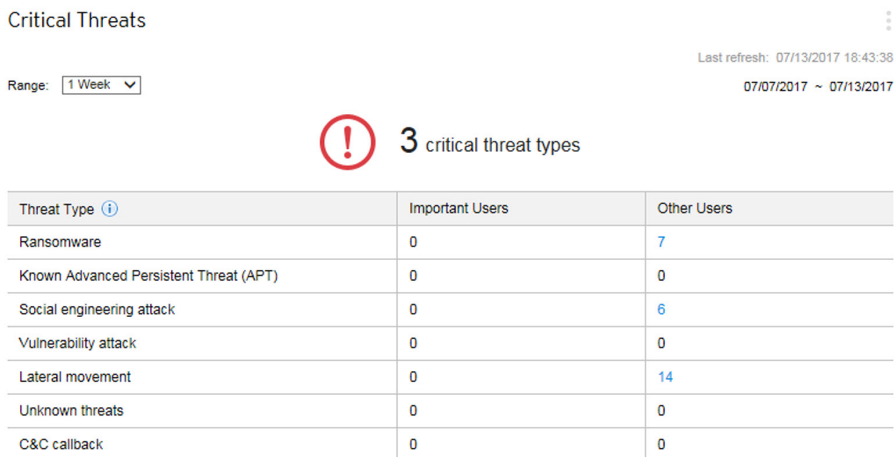 Critical Threats
Last refresh: 07/13/2017 18:43:38
Range: 1 Week
07/07/2017 ~ 07/13/2017
3 critical threat types
Threat Type Important Users Other Users
Ransomware 0 7
Known Advanced Persistent Threat (APT) 0 0
Social engineering attack 0 6
Vulnerability attack 0 0
Lateral movement 0 14
Unknown threats 0 0
C&C callback 0 0